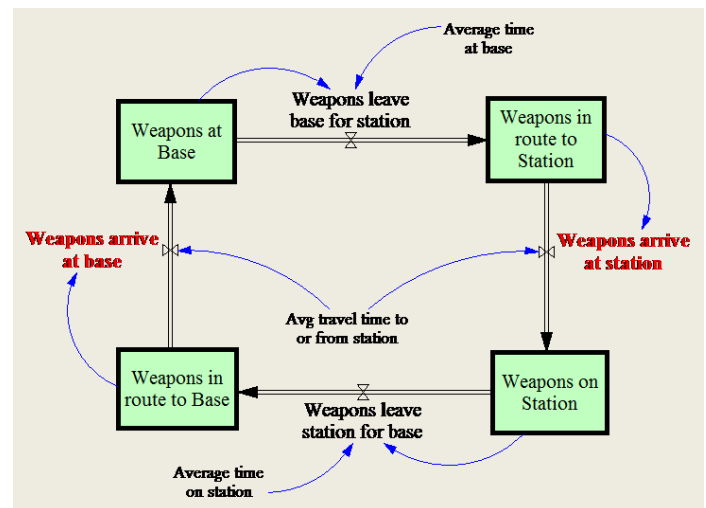 Average time
at base
Weapons leave
base for station
Weapons at
Base
Weapons in
route to
Station
Weapons arrive
at base
Weapons arrive
at station
Avg travel time to
or from station
Weapons in
route to Base
Weapons on
Station
Weapons leave
station for base
Average time
on station